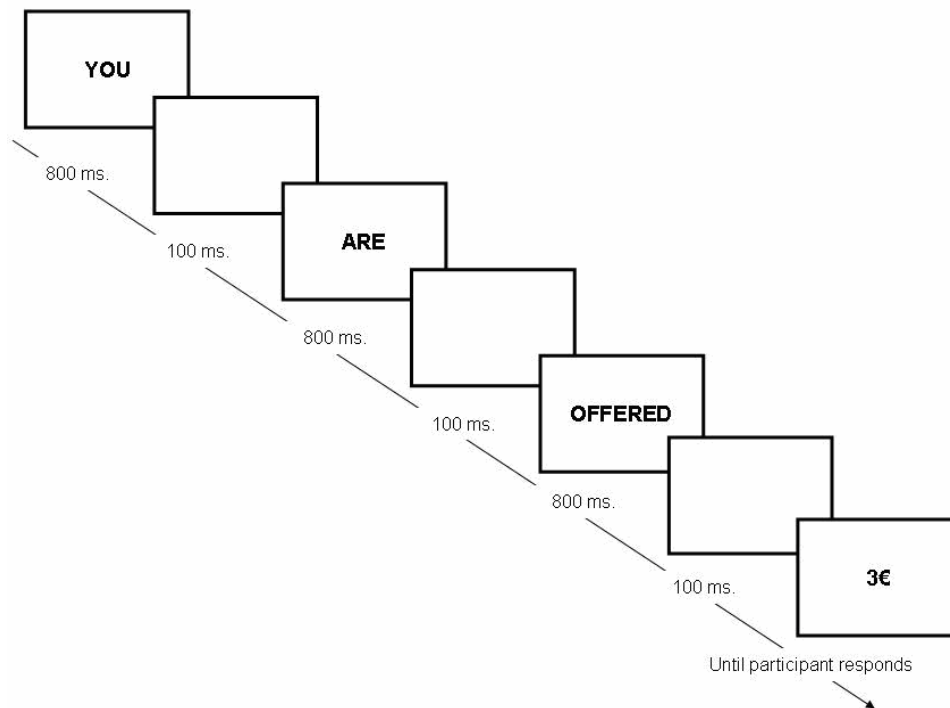 YOU
800 ms.
100 ms.
ARE
800 ms.
100 ms.
OFFERED
800 ms.
100 ms.
3€
Until participant responds